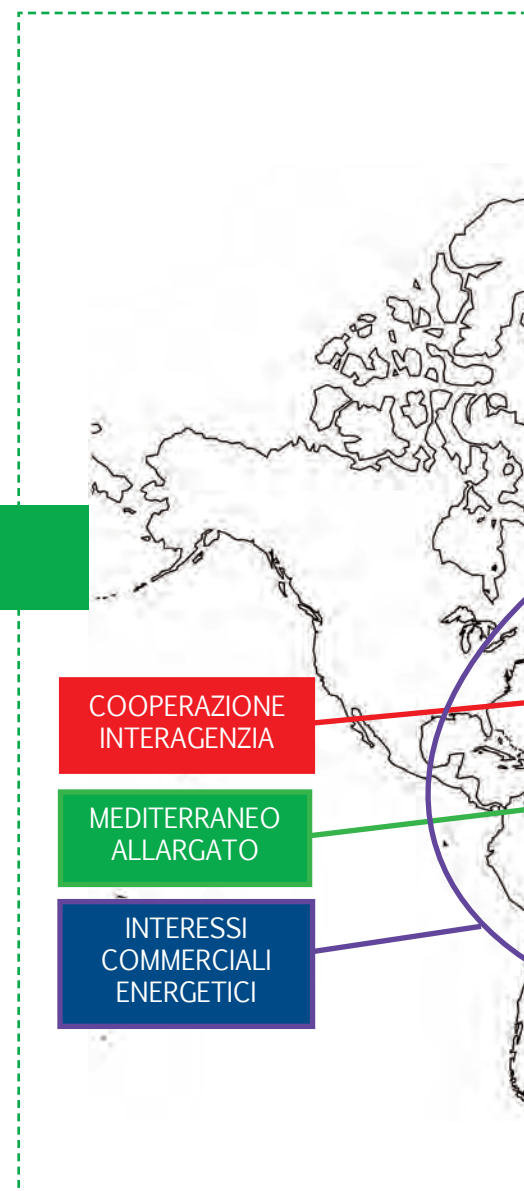 COOPERAZIONE
INTERAGENZIA
MEDITERRANEO
ALLARGATO
INTERESSI
COMMERCIALI
ENERGETICI